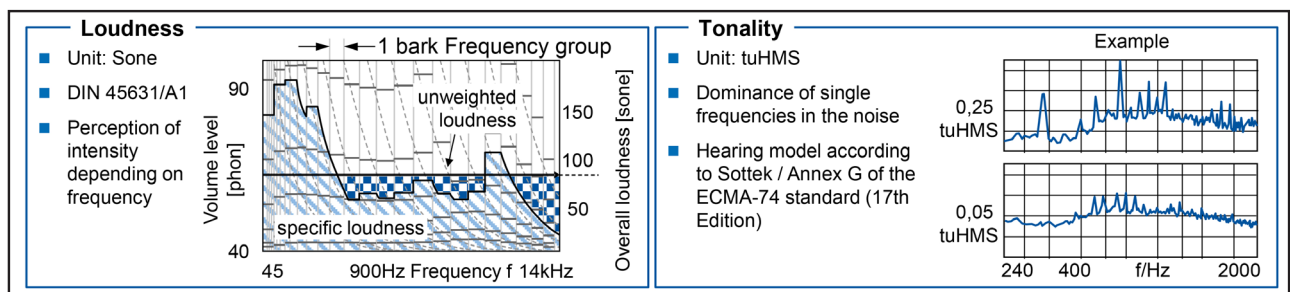 Loudness
Unit: Sone
DIN 45631/A1
Perception of
intensity
depending on
frequency
1 bark Frequency group
unweighted
loudness
specific loudness
Volume level
[phon]
90
40
150
100
50
Overall loudness [sone]
45
900Hz Frequency f 14kHz
Tonality
Unit: tuHMS
Dominance of single
frequencies in the noise
Hearing model according
to Sottek / Annex G of the
ECMA-74 standard (17th
Edition)
Example
0,25
tuHMS
0,05
tuHMS
240 400 f/Hz 2000